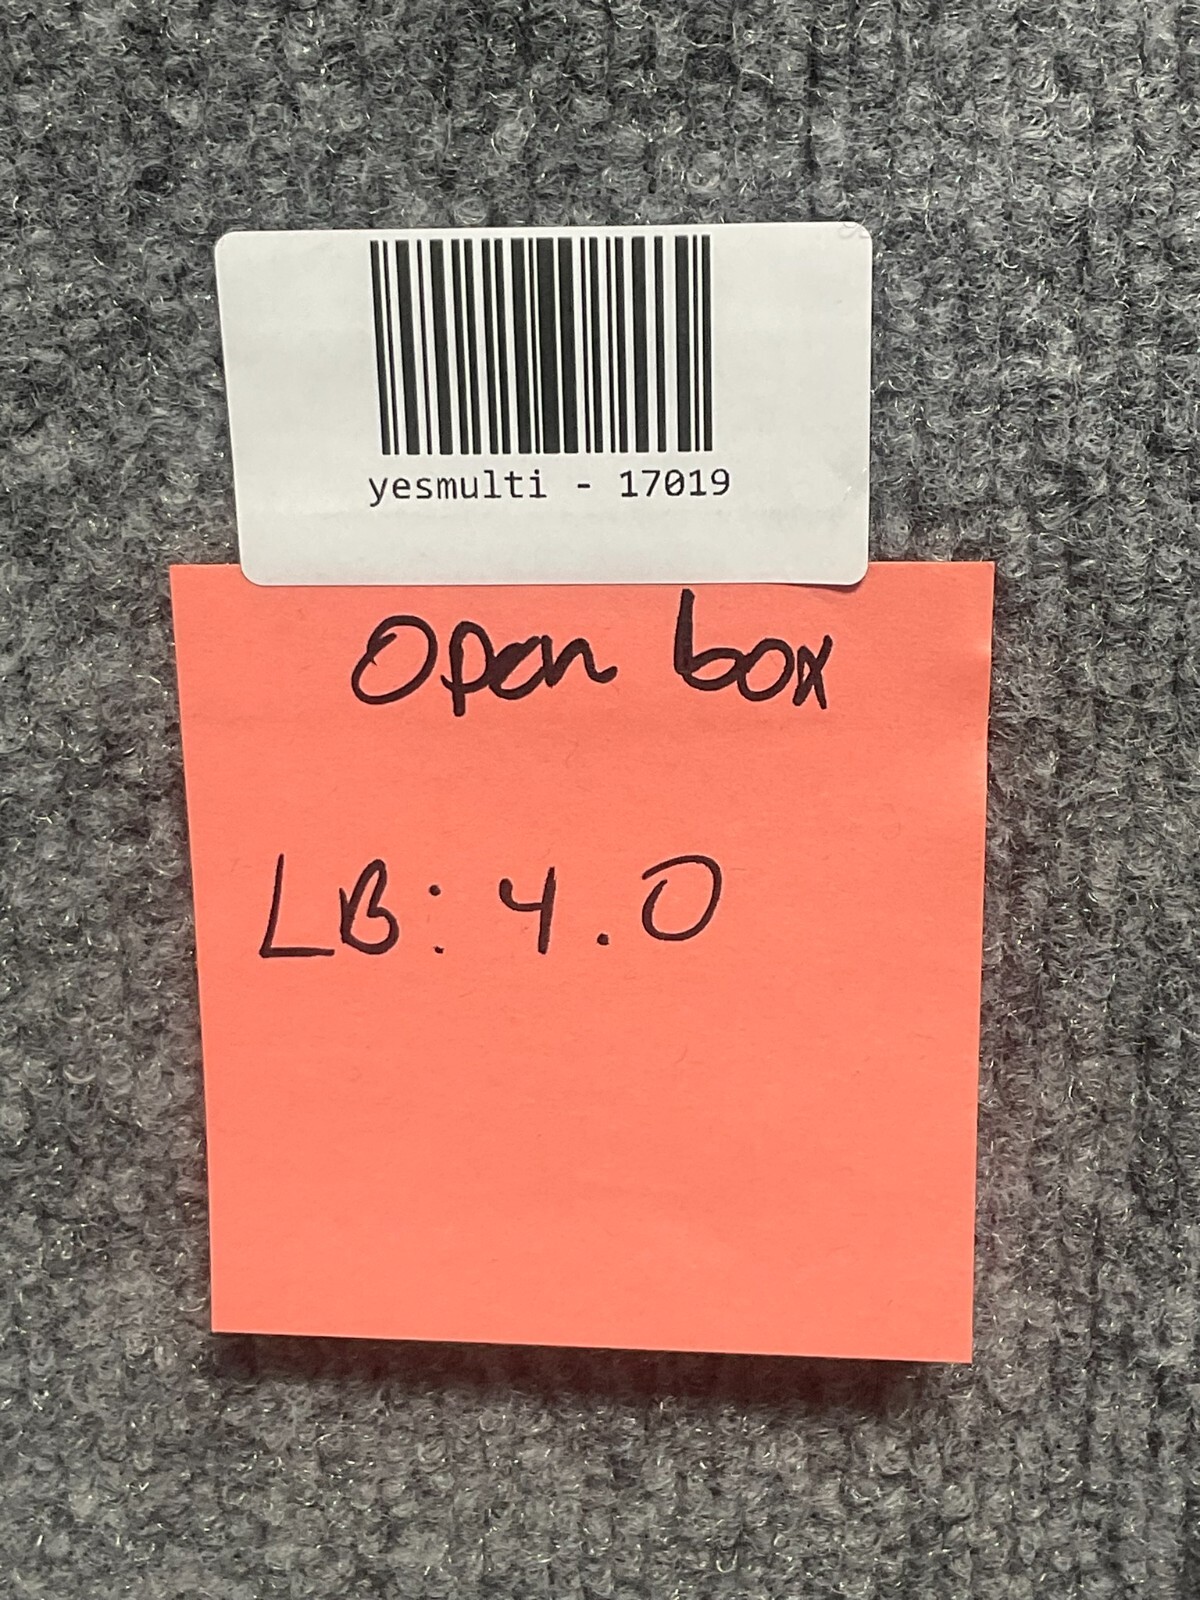 yesmulti - 17019
Open box
LB: 4.0